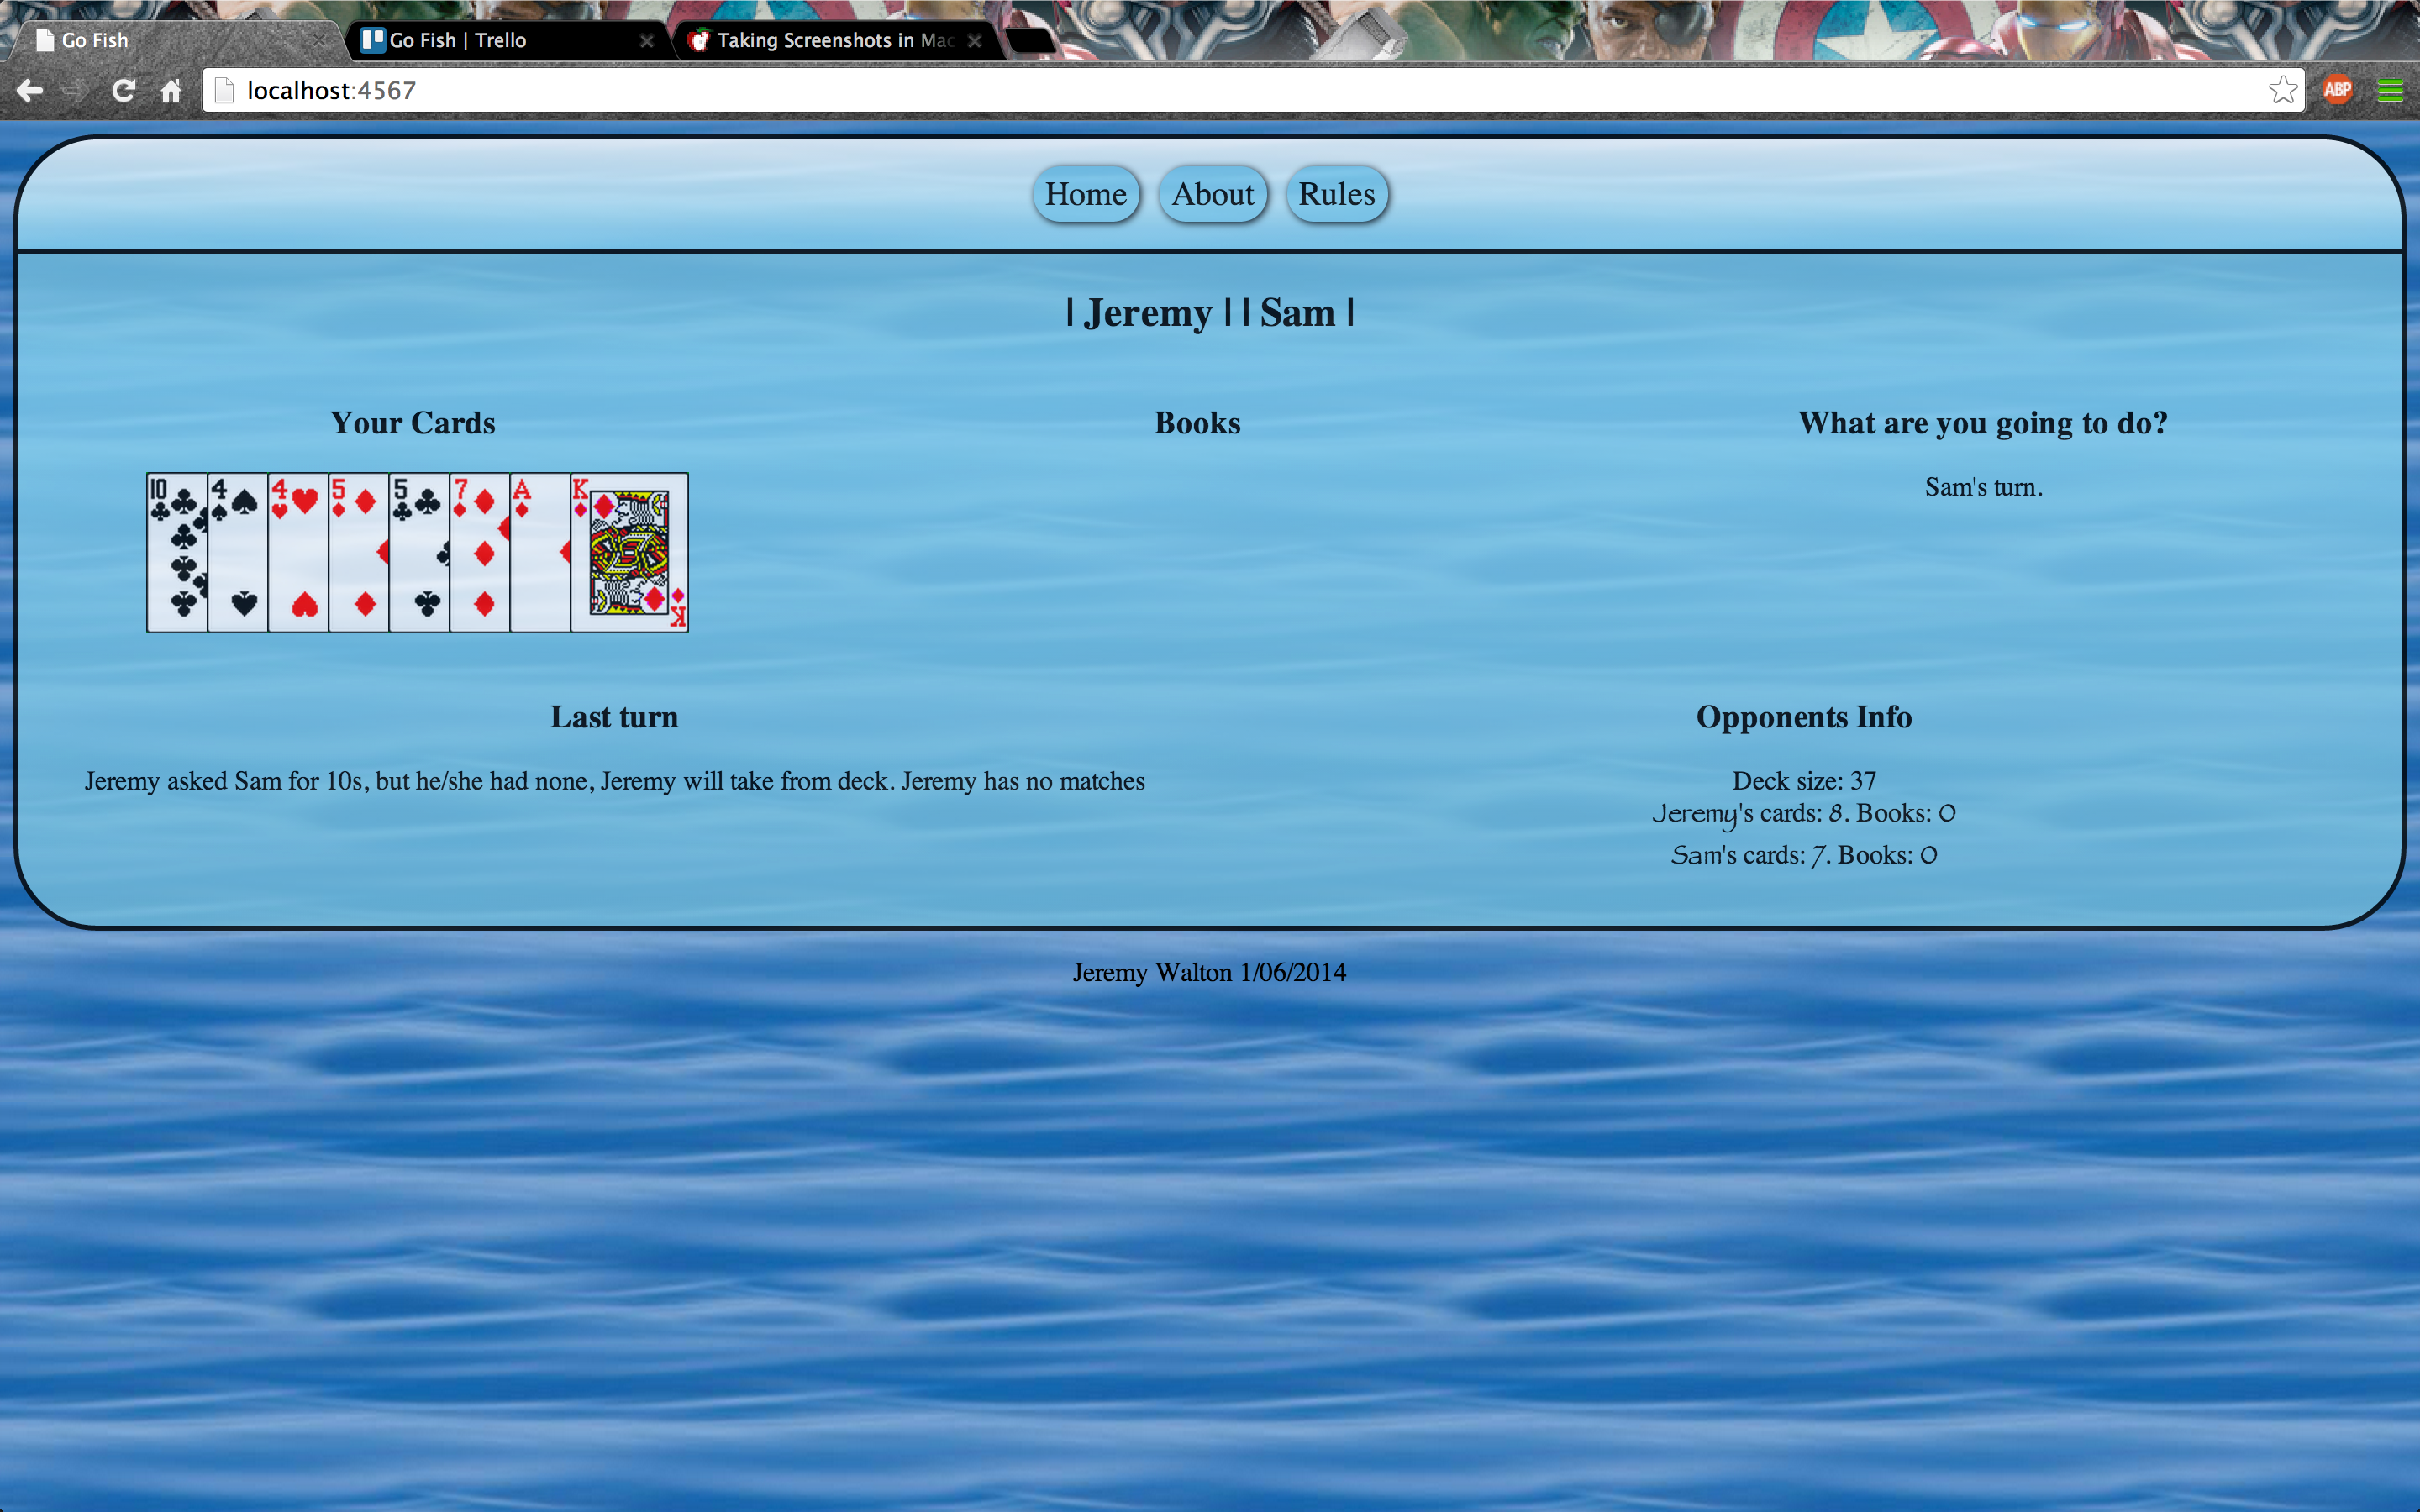 Go Fish
Go Fish | Trello
Taking Screenshots in Mac
localhost:4567
ABP
Home About Rules
| Jeremy | | Sam |
Your Cards
Books
What are you going to do?
Sam's turn.
10 4 4 5 5 7 A K
K
Last turn
Jeremy asked Sam for 10s, but he/she had none, Jeremy will take from deck. Jeremy has no matches
Opponents Info
Deck size: 37
Jeremy's cards: 8. Books: 0
Sam's cards: 7. Books: 0
Jeremy Walton 1/06/2014